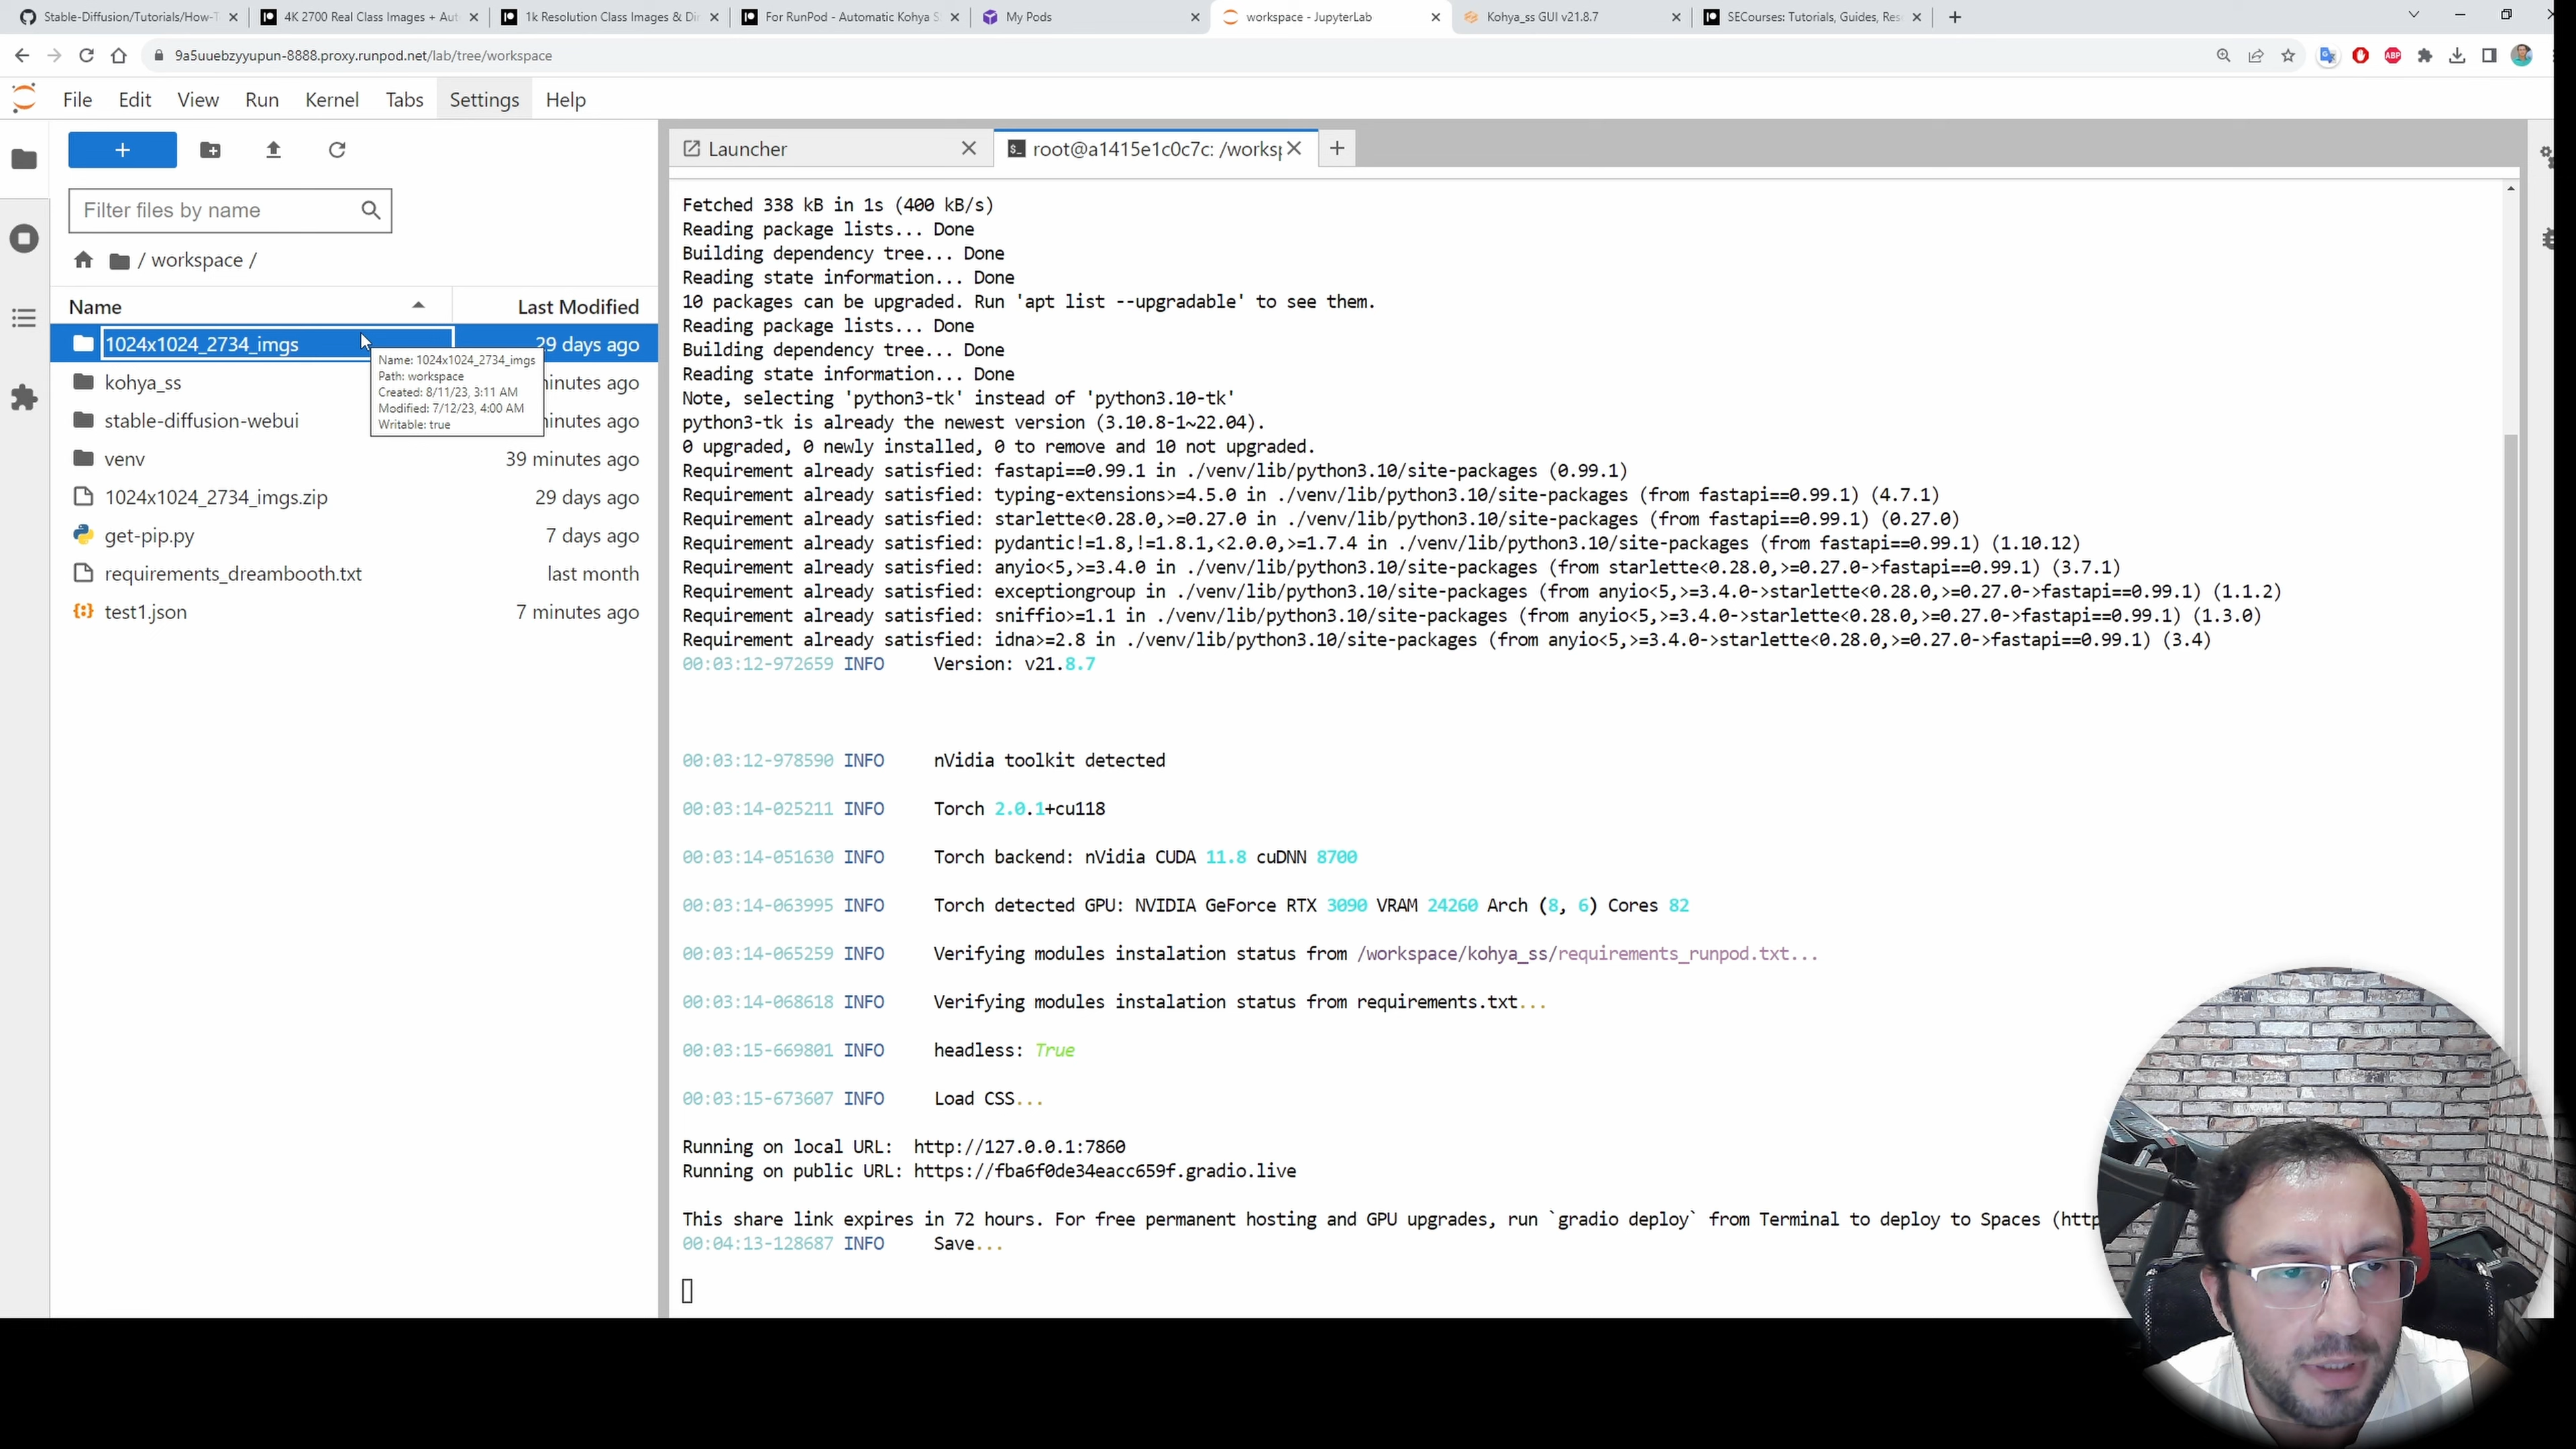 Stable-Diffusion/Tutorials/How-T
4K 2700 Real Class Images + Aut
1k Resolution Class Images & Di
For RunPod - Automatic Kohya S
My Pods
workspace - JupyterLab
Kohya_ss GUI v21.8.7
SECourses: Tutorials, Guides, Res
9a5uuebzyyupun-8888.proxy.runpod.net/lab/tree/workspace
ABP
File Edit View Run Kernel Tabs Settings Help
Launcher
root@a1415e1c0c7c: /worksp
Filter files by name
/ workspace /
Name Last Modified
1024x1024_2734_imgs 29 days ago
kohya_ss minutes ago
stable-diffusion-webui minutes ago
venv 39 minutes ago
1024x1024_2734_imgs.zip 29 days ago
get-pip.py 7 days ago
requirements_dreambooth.txt last month
test1.json 7 minutes ago
Name: 1024x1024_2734_imgs
Path: workspace
Created: 8/11/23, 3:11 AM
Modified: 7/12/23, 4:00 AM
Writable: true
Fetched 338 kB in 1s (400 kB/s)
Reading package lists... Done
Building dependency tree... Done
Reading state information... Done
10 packages can be upgraded. Run 'apt list --upgradable' to see them.
Reading package lists... Done
Building dependency tree... Done
Reading state information... Done
Note, selecting 'python3-tk' instead of 'python3.10-tk'
python3-tk is already the newest version (3.10.8-1~22.04).
0 upgraded, 0 newly installed, 0 to remove and 10 not upgraded.
Requirement already satisfied: fastapi==0.99.1 in ./venv/lib/python3.10/site-packages (0.99.1)
Requirement already satisfied: typing-extensions>=4.5.0 in ./venv/lib/python3.10/site-packages (from fastapi==0.99.1) (4.7.1)
Requirement already satisfied: starlette<0.28.0,>=0.27.0 in ./venv/lib/python3.10/site-packages (from fastapi==0.99.1) (0.27.0)
Requirement already satisfied: pydantic!=1.8,!=1.8.1,<2.0.0,>=1.7.4 in ./venv/lib/python3.10/site-packages (from fastapi==0.99.1) (1.10.12)
Requirement already satisfied: anyio<5,>=3.4.0 in ./venv/lib/python3.10/site-packages (from starlette<0.28.0,>=0.27.0->fastapi==0.99.1) (3.7.1)
Requirement already satisfied: exceptiongroup in ./venv/lib/python3.10/site-packages (from anyio<5,>=3.4.0->starlette<0.28.0,>=0.27.0->fastapi==0.99.1) (1.1.2)
Requirement already satisfied: sniffio>=1.1 in ./venv/lib/python3.10/site-packages (from anyio<5,>=3.4.0->starlette<0.28.0,>=0.27.0->fastapi==0.99.1) (1.3.0)
Requirement already satisfied: idna>=2.8 in ./venv/lib/python3.10/site-packages (from anyio<5,>=3.4.0->starlette<0.28.0,>=0.27.0->fastapi==0.99.1) (3.4)
00:03:12-972659 INFO Version: v21.8.7
00:03:12-978590 INFO nVidia toolkit detected
00:03:14-025211 INFO Torch 2.0.1+cu118
00:03:14-051630 INFO Torch backend: nVidia CUDA 11.8 cuDNN 8700
00:03:14-063995 INFO Torch detected GPU: NVIDIA GeForce RTX 3090 VRAM 24260 Arch (8, 6) Cores 82
00:03:14-065259 INFO Verifying modules instalation status from /workspace/kohya_ss/requirements_runpod.txt...
00:03:14-068618 INFO Verifying modules instalation status from requirements.txt...
00:03:15-669801 INFO headless: True
00:03:15-673607 INFO Load CSS...
Running on local URL: http://127.0.0.1:7860
Running on public URL: https://fba6f0de34eacc659f.gradio.live
This share link expires in 72 hours. For free permanent hosting and GPU upgrades, run `gradio deploy` from Terminal to deploy to Spaces (http
00:04:13-128687 INFO Save...